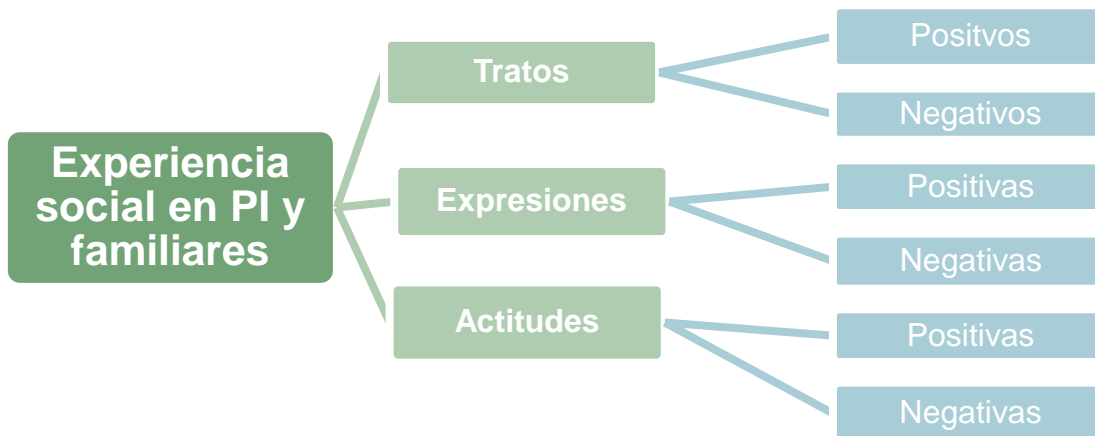 Experiencia
social en PI y
familiares
Tratos
Positvos
Negativos
Expresiones
Positivas
Negativas
Actitudes
Positivas
Negativas